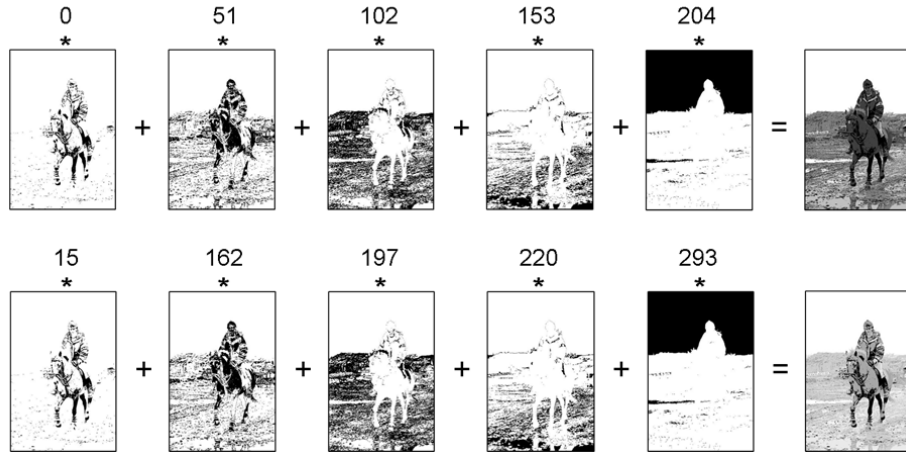 0 51 102 153 204
* * * * *
+ + + + =
15 162 197 220 293
* * * * *
+ + + + =